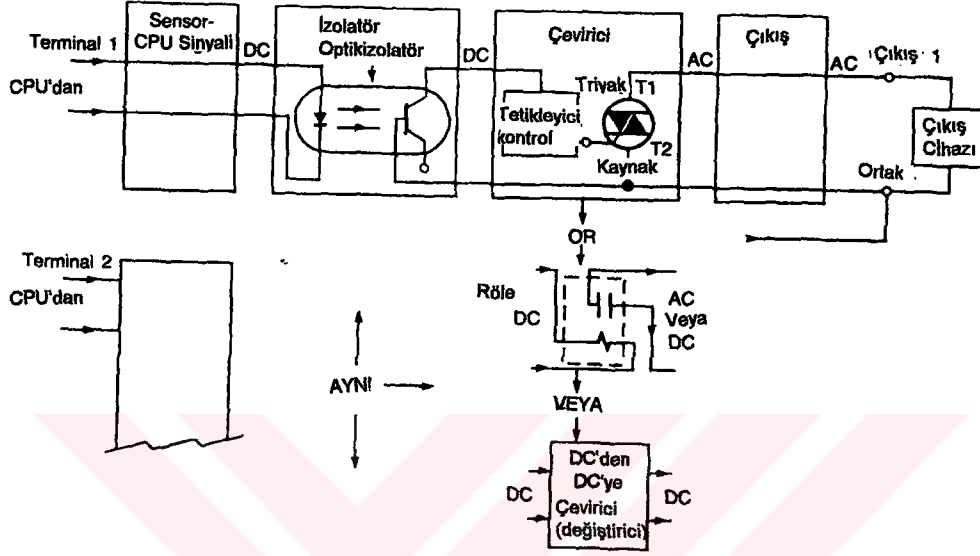 Sensor-
CPU Sinyali
Terminal 1
CPU'dan
DC
İzolatör
Optikizolatör
DC
Çevirici
Triyak T1
Tetikleyici
kontrol
T2
Kaynak
AC
Çıkış
AC
Çıkış 1
Çıkış
Cihazı
Ortak
OR
Röle
DC
AC
Veya
DC
VEYA
DC'den
DC'ye
Çevirici
(değiştirici)
DC
DC
Terminal 2
CPU'dan
AYNI